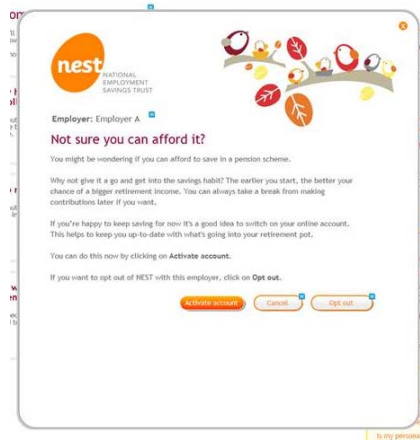 nest
NATIONAL
EMPLOYMENT
SAVINGS TRUST
Employer: Employer A
Not sure you can afford it?
You might be wondering if you can afford to save in a pension scheme.
Why not give it a go and get into the savings habit? The earlier you start, the better your
chance of a bigger retirement income. You can always take a break from making
contributions later if you want.
If you're happy to keep saving for now it's a good idea to switch on your online account.
This helps to keep you up-to-date with what's going into your retirement pot.
You can do this now by clicking on Activate account.
If you want to opt out of NEST with this employer, click on Opt out.
Activate account Cancel Opt out
Is my persona